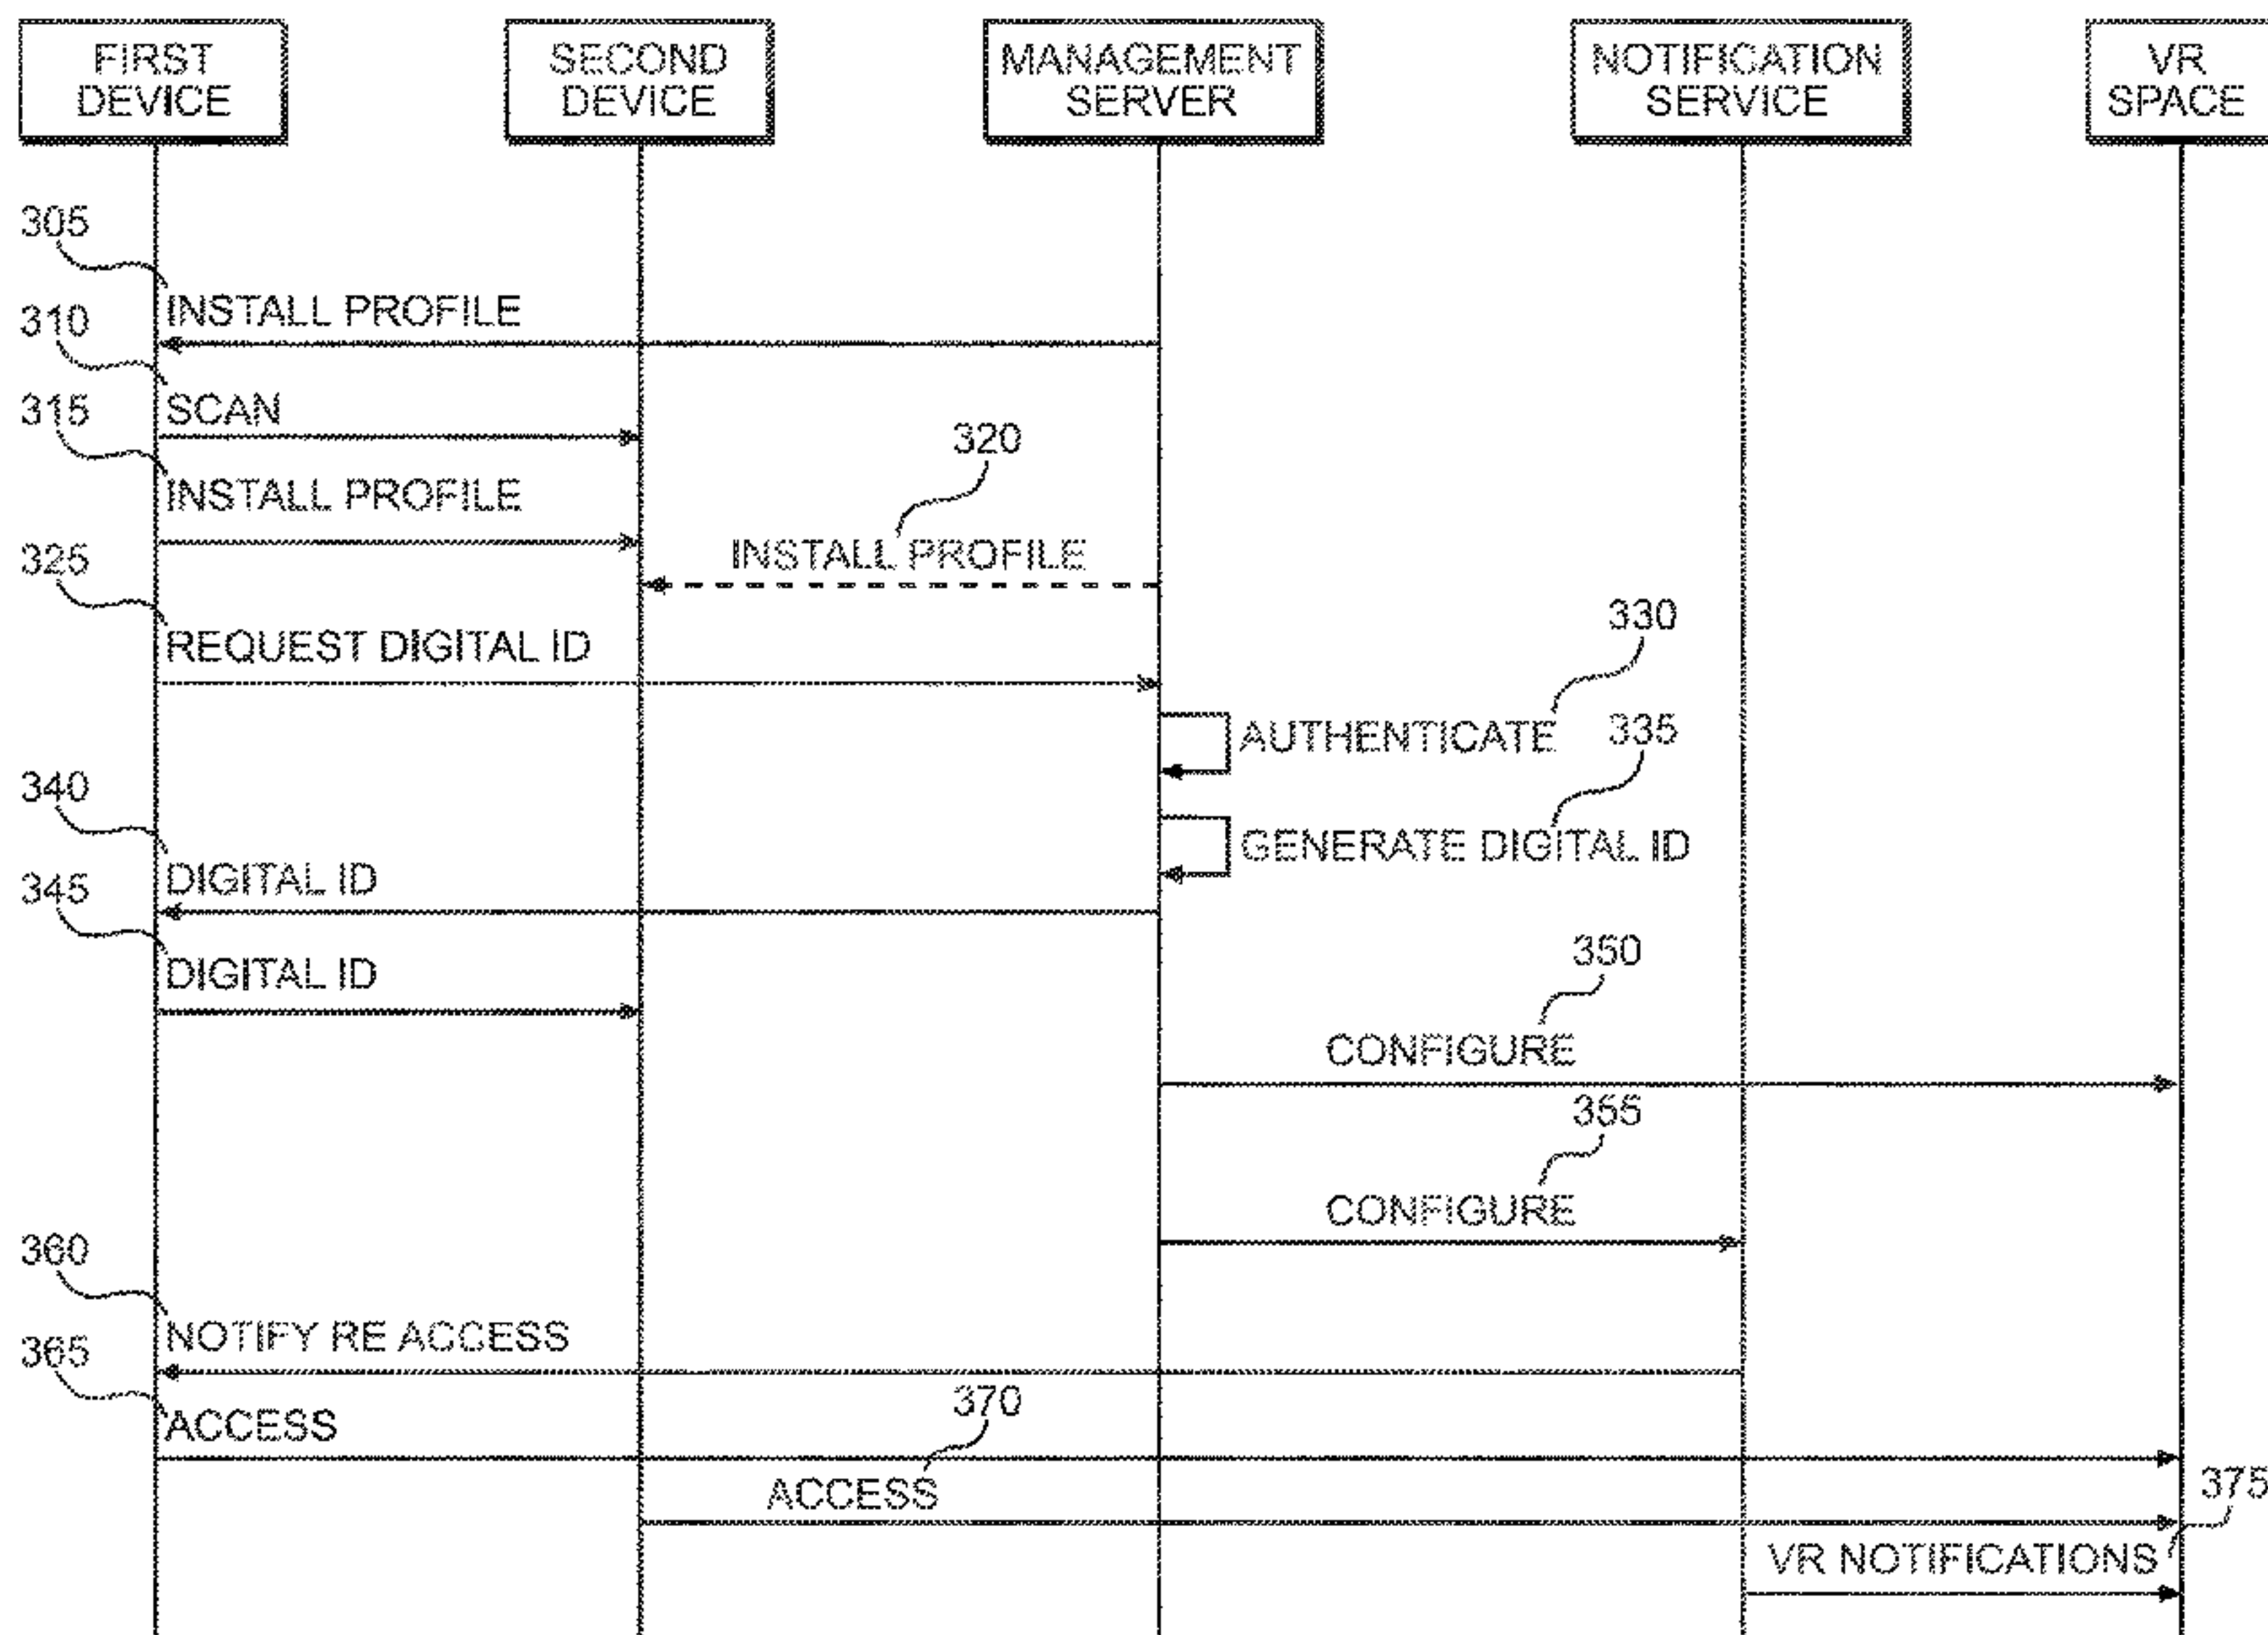 FIRST
DEVICE
SECOND
DEVICE
MANAGEMENT
SERVER
NOTIFICATION
SERVICE
VR
SPACE
305
INSTALL PROFILE
310
SCAN
315
INSTALL PROFILE
320
INSTALL PROFILE
325
REQUEST DIGITAL ID
330
AUTHENTICATE
335
GENERATE DIGITAL ID
340
DIGITAL ID
345
DIGITAL ID
350
CONFIGURE
355
CONFIGURE
360
NOTIFY RE ACCESS
365
ACCESS
370
ACCESS
375
VR NOTIFICATIONS